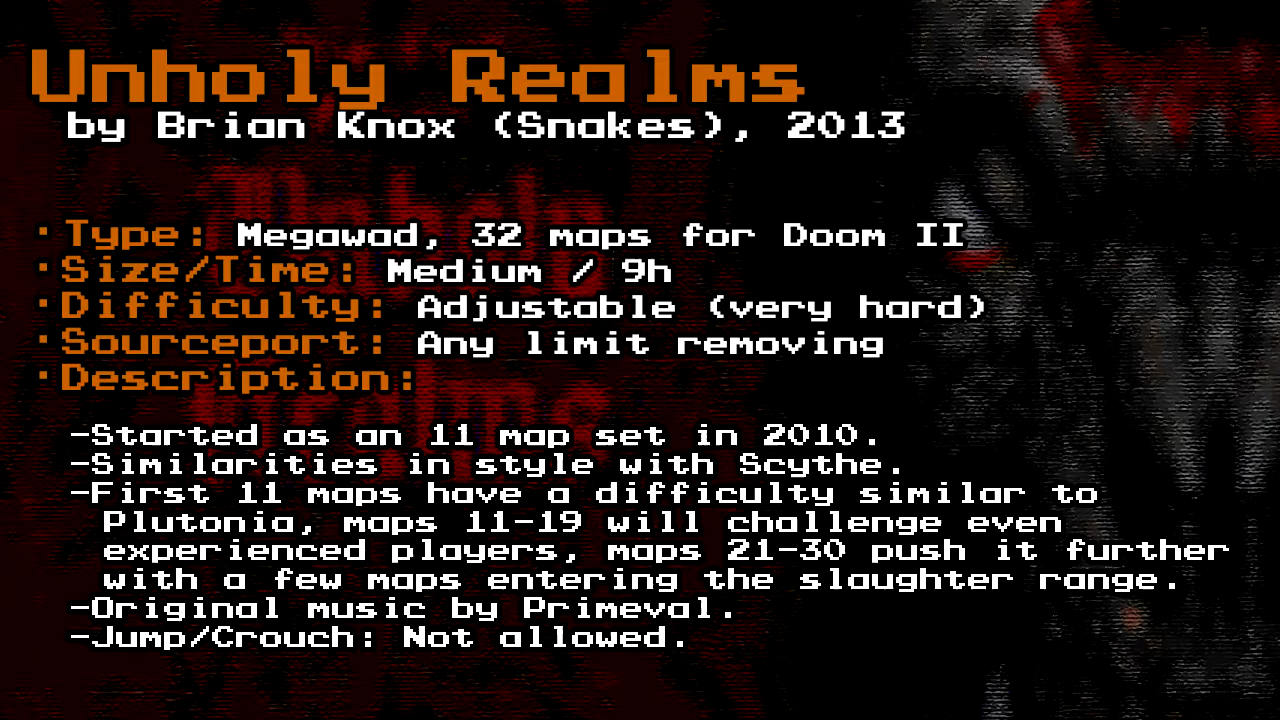 Unholy Realms
by Brian Knox (Snakes), 2013
·Type: Megawad, 32 maps for Doom II
·Size/Time: Medium / 9h
·Difficulty: Adjustable (very hard)
·Sourceport: Any limit removing
·Description:
-Started as an 11 map set in 2010.
-Similarities in style with Scythe.
-First 11 maps have a difficulty similar to
Plutonia, maps 11-19 will challenge even
experienced players, maps 21-30 push it further
with a few maps entering the slaughter range.
-Original music by Primeval.
-Jump/Crouch: Not allowed.
Unholy
Realms